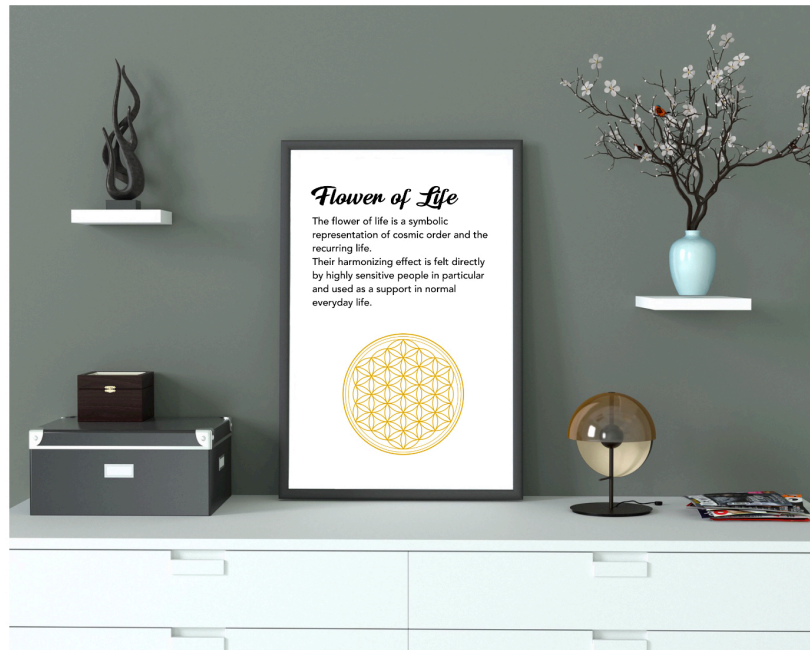 Flower of Life
The flower of life is a symbolic
representation of cosmic order and the
recurring life.
Their harmonizing effect is felt directly
by highly sensitive people in particular
and used as a support in normal
everyday life.